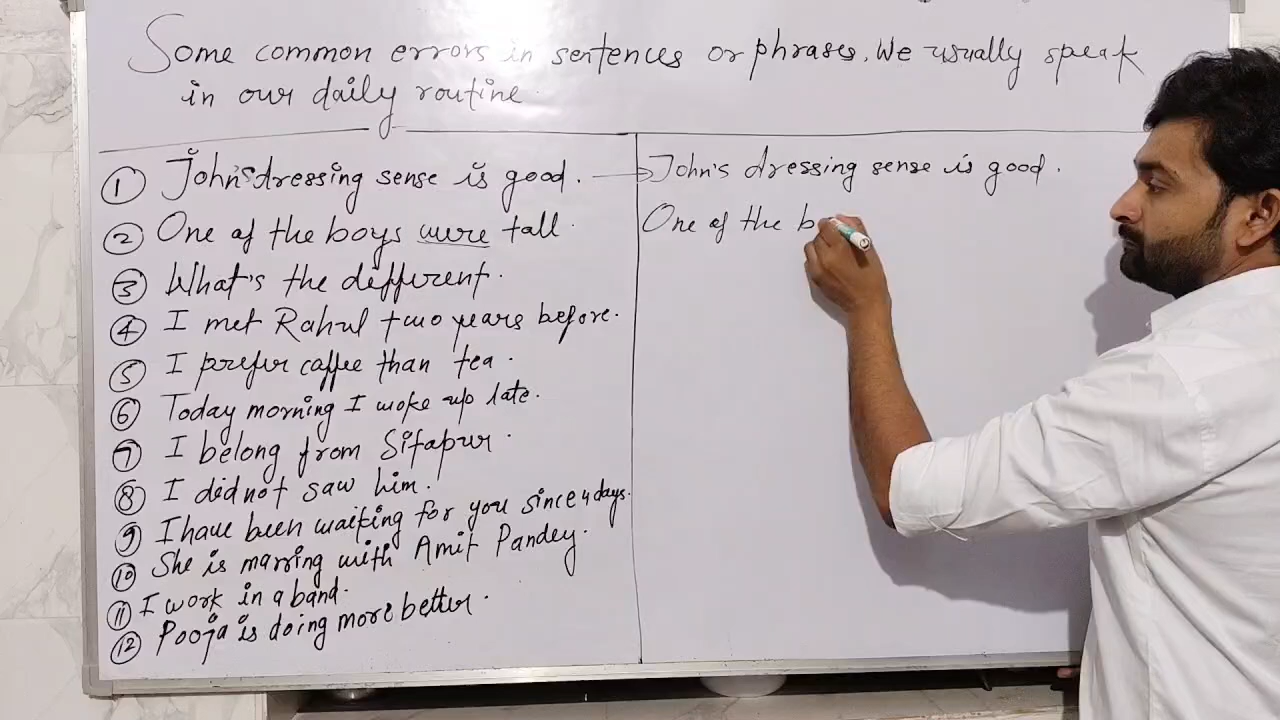 Some common errors in sentences or phrases. We usually speak
in our daily routine.
① John's dressing sense is good. → John's dressing sense is good.
② One of the boys were tall. One of the b
③ What's the defferent.
④ I met Rahul two years before.
⑤ I prefer caffee than tea.
⑥ Today morning I woke up late.
⑦ I belong from Sitapur.
⑧ I did not saw him.
⑨ I have been waiting for you since 4 days.
⑩ She is marring with Amit Pandey.
⑪ I work in a band.
⑫ Pooja is doing more better.